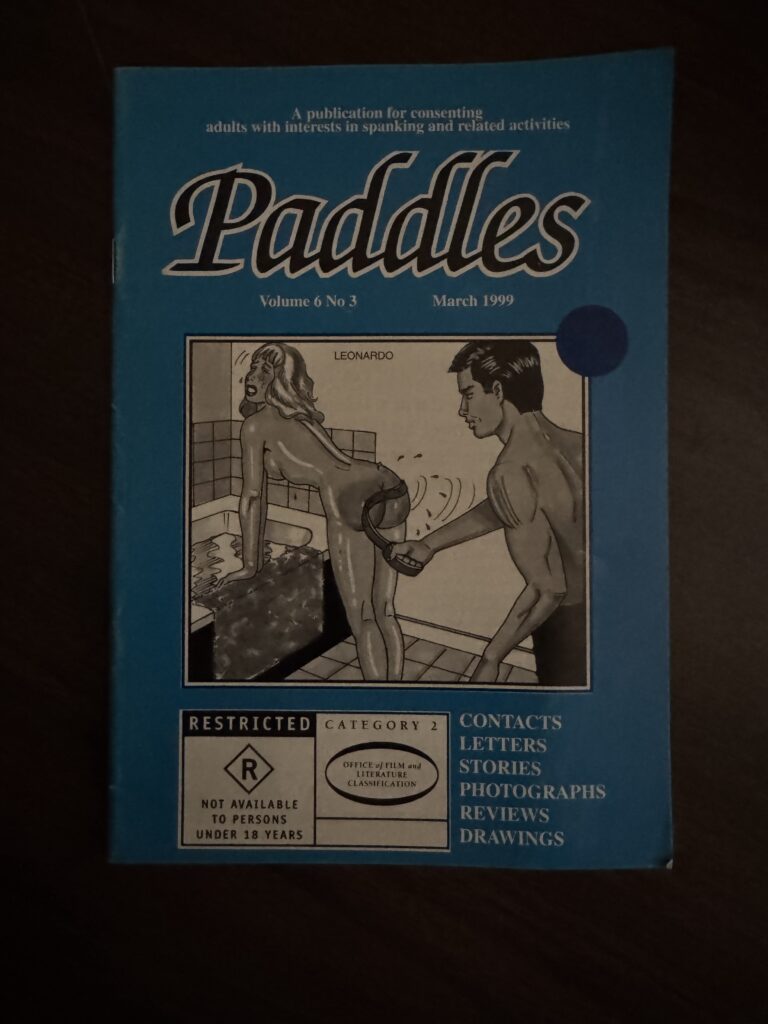 A publication for consenting
adults with interests in spanking and related activities
Paddles
Volume 6 No 3 March 1999
LEONARDO
RESTRICTED
R
NOT AVAILABLE
TO PERSONS
UNDER 18 YEARS
CATEGORY 2
OFFICE of FILM and
LITERATURE
CLASSIFICATION
CONTACTS
LETTERS
STORIES
PHOTOGRAPHS
REVIEWS
DRAWINGS